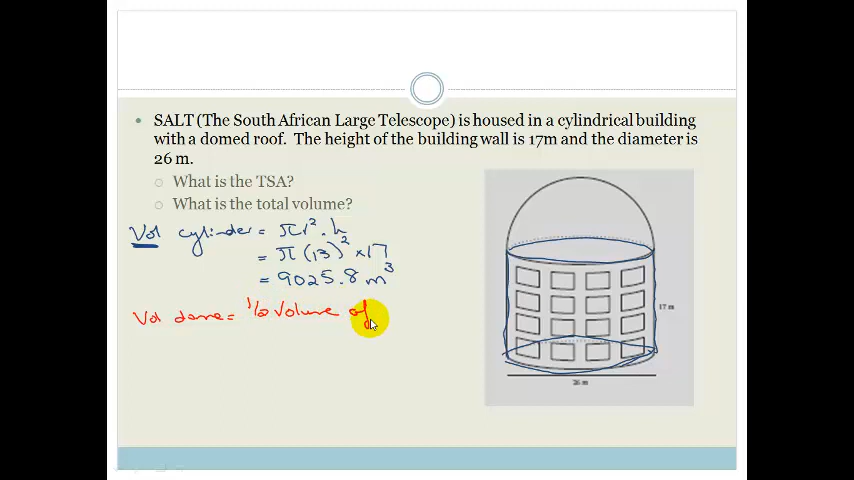 SALT (The South African Large Telescope) is housed in a cylindrical building
with a domed roof. The height of the building wall is 17m and the diameter is
26 m.
What is the TSA?
What is the total volume?
Vol cylinder = πr². h
= π(13)² × 17
= 9025.8 m³
Vol dome = ½ Volume of
17 m
26 m